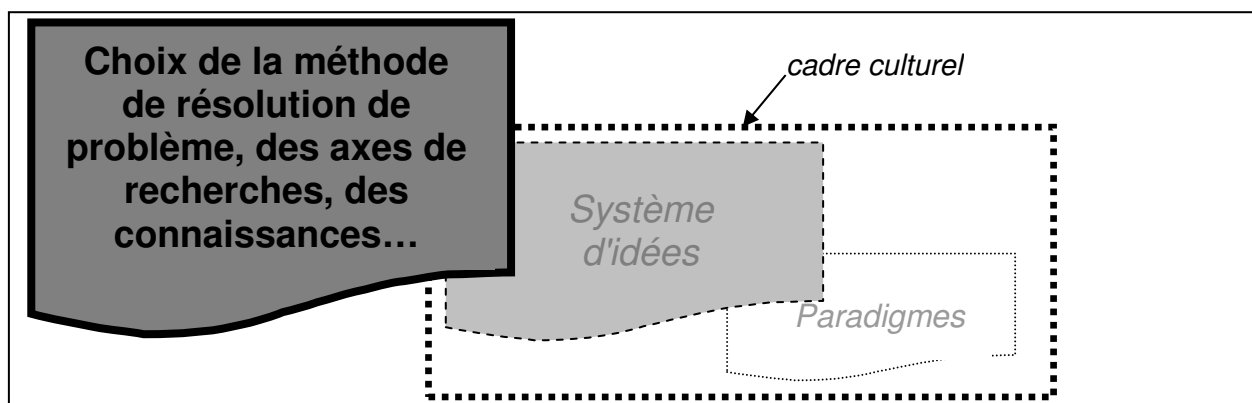 Choix de la méthode
de résolution de
problème, des axes de
recherches, des
connaissances…
cadre culturel
Système
d'idées
Paradigmes